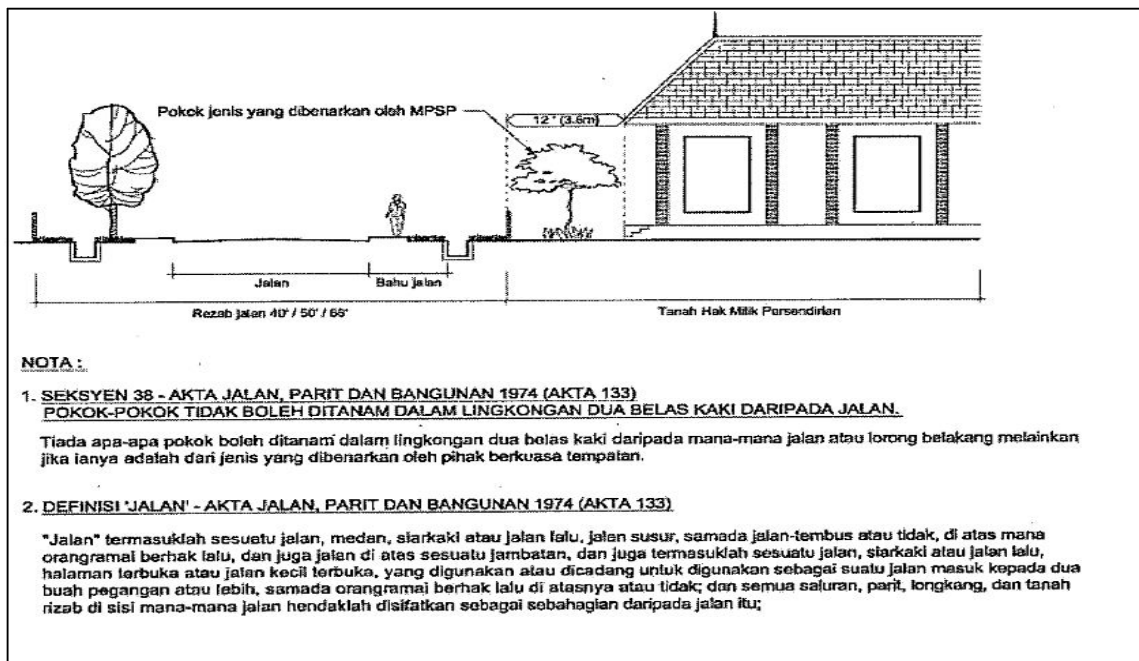 Pokok jenis yang dibenarkan oleh MPSP
12' (3.6m)
Jalan
Bahu jalan
Rezab jalan 40' / 50' / 66'
Tanah Hak Milik Persendirian
NOTA :
1. SEKSYEN 38 - AKTA JALAN, PARIT DAN BANGUNAN 1974 (AKTA 133)
POKOK-POKOK TIDAK BOLEH DITANAM DALAM LINGKONGAN DUA BELAS KAKI DARIPADA JALAN.
Tiada apa-apa pokok boleh ditanam dalam lingkongan dua belas kaki daripada mana-mana jalan atau lorong belakang melainkan
jika ianya adalah dari jenis yang dibenarkan oleh pihak berkuasa tempatan.
2. DEFINISI 'JALAN' - AKTA JALAN, PARIT DAN BANGUNAN 1974 (AKTA 133)
"Jalan" termasuklah sesuatu jalan, medan, siarkaki atau jalan lalu, jalan susur, samada jalan-tembus atau tidak, di atas mana
orangramai berhak lalu, dan juga jalan di atas sesuatu jambatan, dan juga termasuklah sesuatu jalan, siarkaki atau jalan lalu,
halaman terbuka atau jalan kecil terbuka, yang digunakan atau dicadang untuk digunakan sebagai suatu jalan masuk kepada dua
buah pegangan atau lebih, samada orangramai berhak lalu di atasnya atau tidak; dan semua saluran, parit, longkang, dan tanah
rizab di sisi mana-mana jalan hendaklah disifatkan sebagai sebahagian daripada jalan itu;